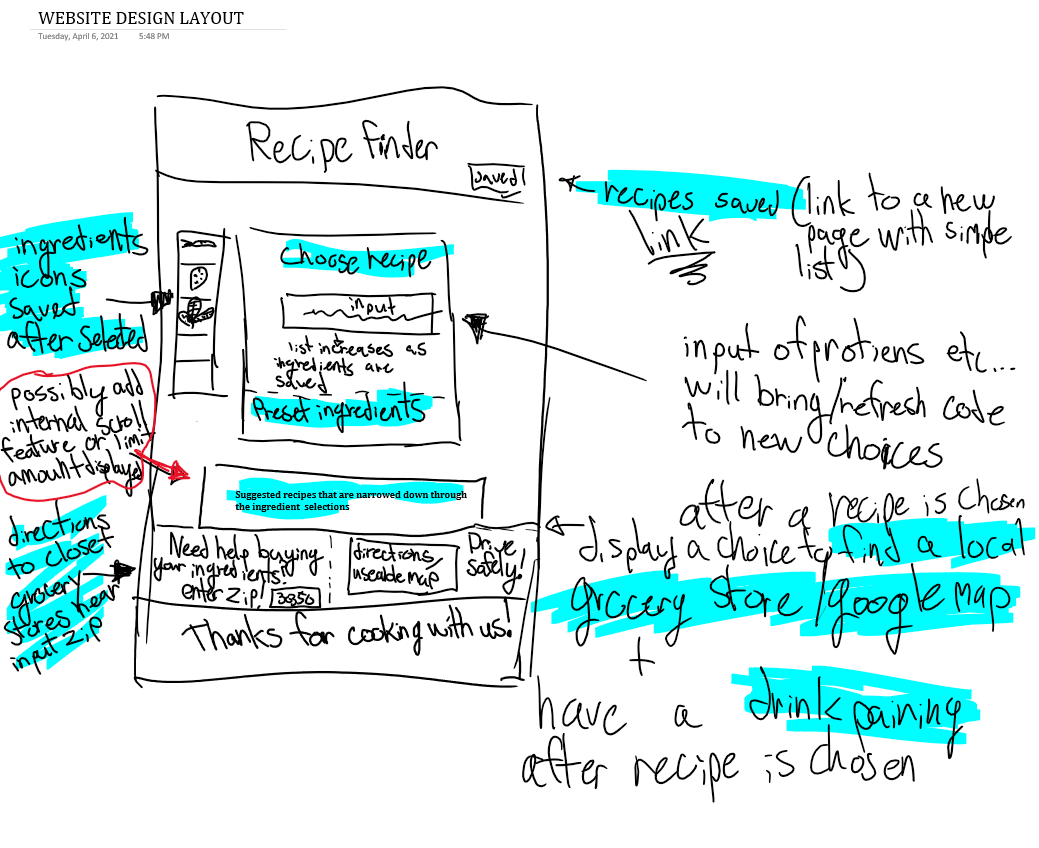 WEBSITE DESIGN LAYOUT
Tuesday, April 6, 2021 5:48 PM
Recipe finder
saved!
recipes saved (link to a new
page with simple
list)
link
ingredients
icons
saved
after seleted
Choose recipe
input
list increases as
ingredients are
saved
Preset ingredients
input of protiens etc...
will bring/refresh code
to new choices
possibly add
internal scroll
feature or limit
amount displayed
Suggested recipes that are narrowed down through
the ingredient selections
after a recipe is chosen
display a choice to find a local
grocery store/google map
+
have a drink pairing
after recipe is chosen
directions
to closet
grocery
stores near
input zip
Need help buying
your ingredients?
enter zip!
directions/
useable map
Drive
safely!
Thanks for cooking with us!